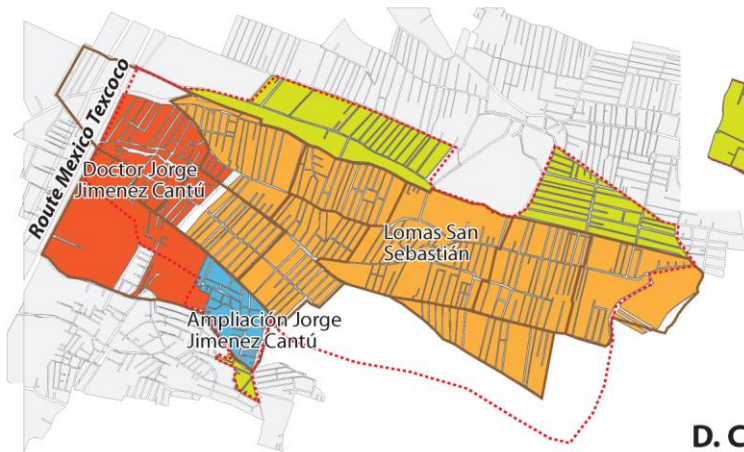 Route Mexico Texcoco
Doctor Jorge
Jimenez Cantú
Lomas San
Sebastián
Ampliación Jorge
Jimenez Cantú
D. C